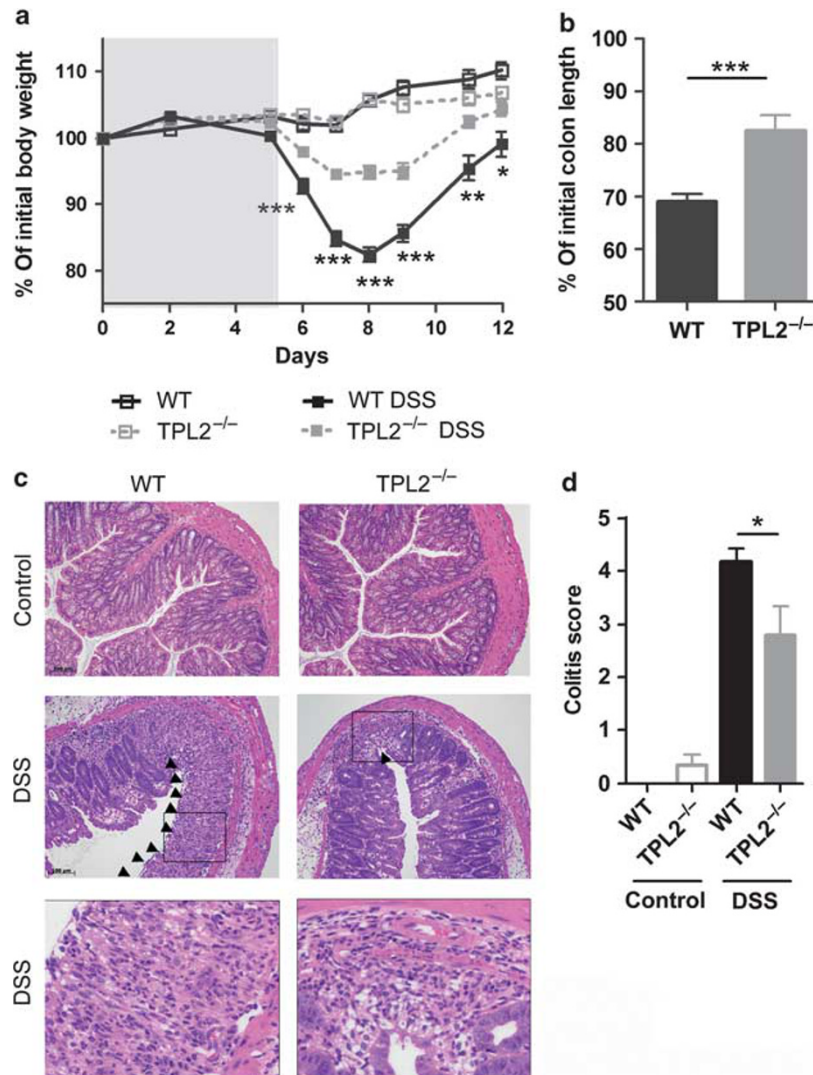 a
% Of initial body weight
110
100
90
80
***
***
***
***
**
*
0 2 4 6 8 10 12
Days
WT
WT DSS
TPL2−/−
TPL2−/− DSS
b
% Of initial colon length
100
90
80
70
60
50
***
WT TPL2−/−
c
WT TPL2−/−
Control
DSS
DSS
d
Colitis score
5
4
3
2
1
0
*
WT TPL2−/− WT TPL2−/−
Control DSS